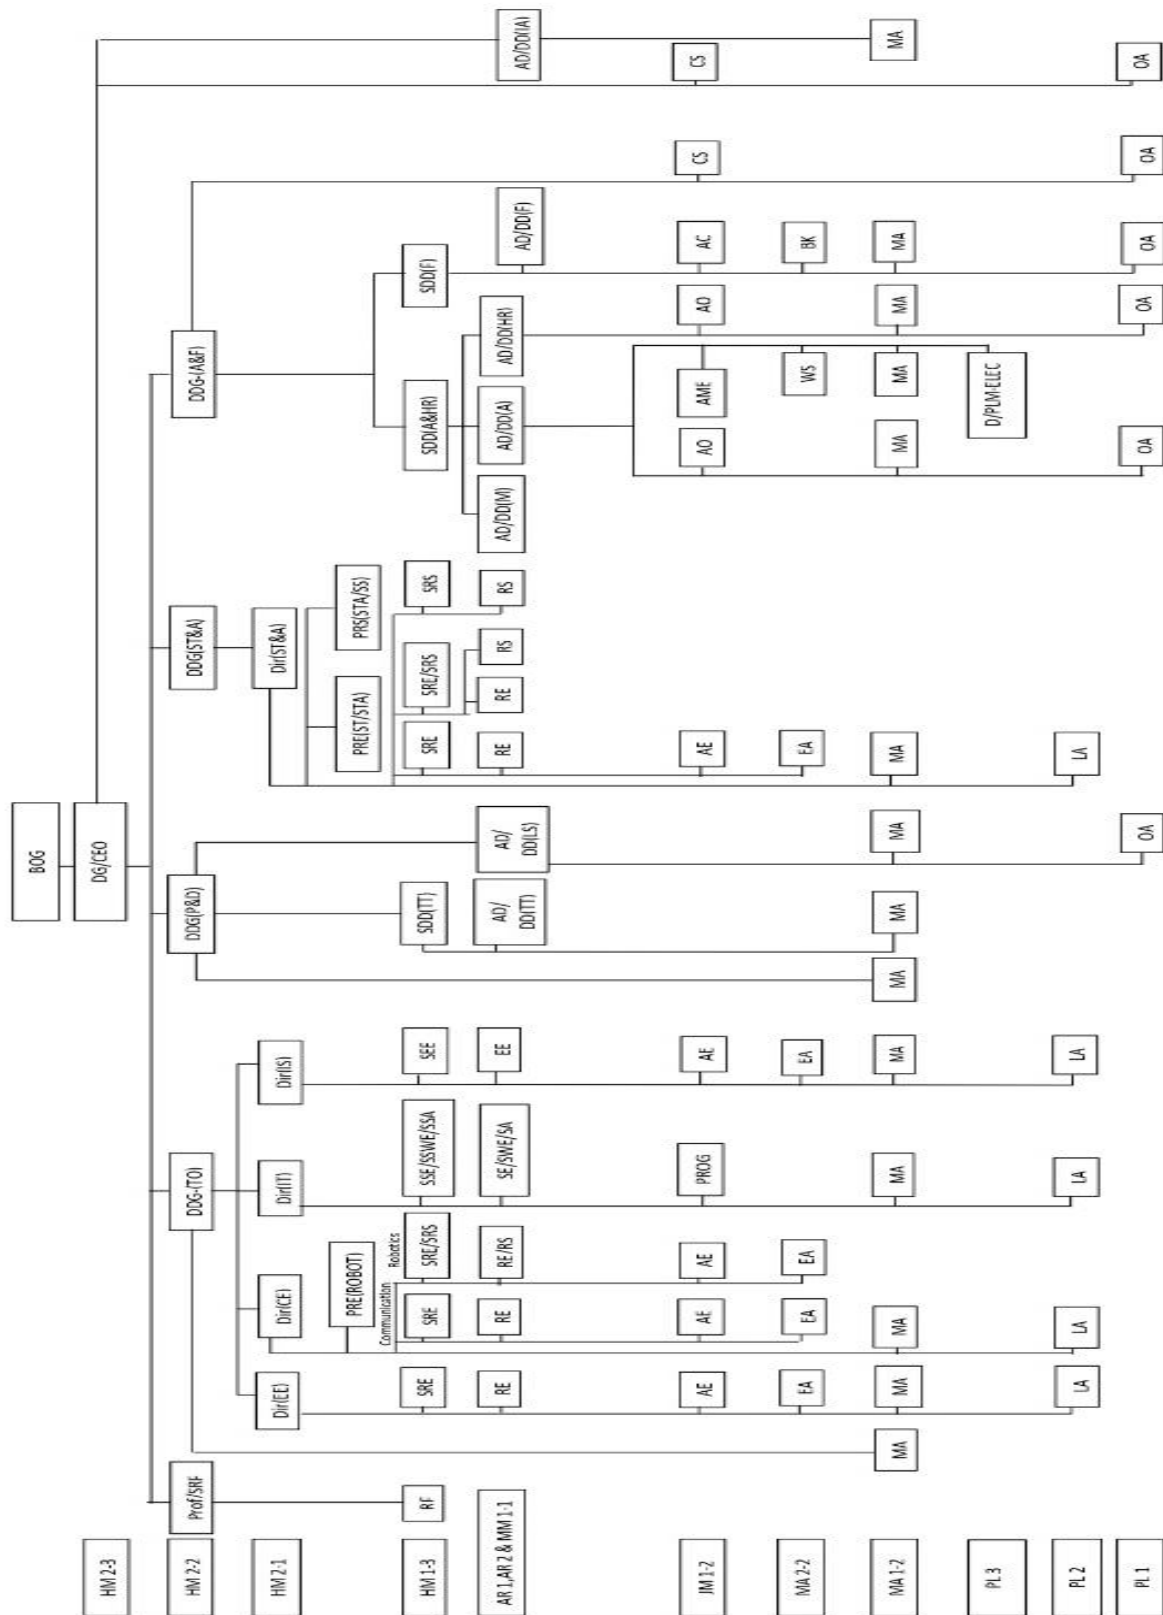 BOG
HM 2-3
DG/CEO
HM 2-2
Prof/SRF
DDG-(TO)
DDG(P&D)
DDG(ST&A)
DDG-(A&F)
HM 2-1
Dir(EE)
Dir(CE)
Dir(IT)
Dir(IS)
Dir(ST&A)
PRE(ROBOT)
PRE(ST/STA)
PRS(STA/SS)
Communication
Robotics
HM 1-3
RF
SRE
SRE
SRE/SRS
SSE/SSWE/SSA
SEE
SDD(TT)
SRE
SRE/SRS
SRS
SDD(A&HR)
SDD(F)
AR 1,AR 2 & MM 1-1
RE
RE
RE/RS
SE/SWE/SA
EE
AD/
DD(TT)
AD/
DD(LS)
RE
RE
RS
RS
AD/DD(M)
AD/DD(A)
AD/DD(HR)
AD/DD(F)
AD/DD(IA)
JM 1-2
AE
AE
AE
PROG
AE
AE
AO
AME
AO
AC
CS
CS
MA 2-2
EA
EA
EA
EA
EA
WS
BK
MA 1-2
MA
MA
MA
MA
MA
MA
MA
MA
MA
MA
MA
MA
MA
MA
PL 3
D/PLM-ELEC
PL 2
LA
LA
LA
LA
LA
PL 1
OA
OA
OA
OA
OA
OA